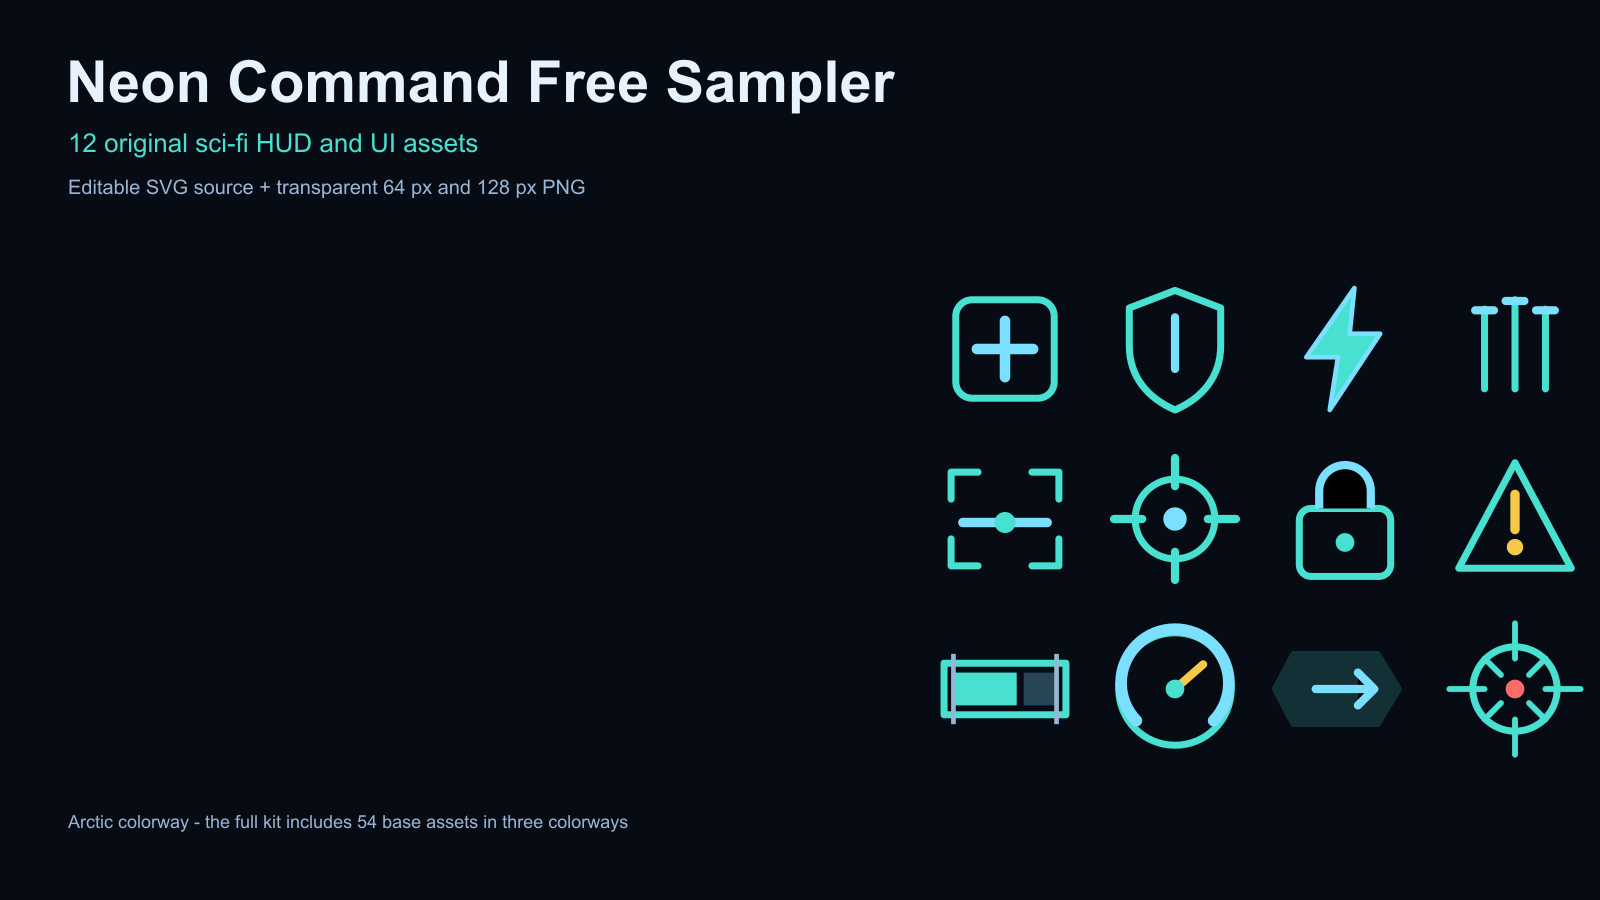 Neon Command Free Sampler
12 original sci-fi HUD and UI assets
Editable SVG source + transparent 64 px and 128 px PNG
Arctic colorway - the full kit includes 54 base assets in three colorways